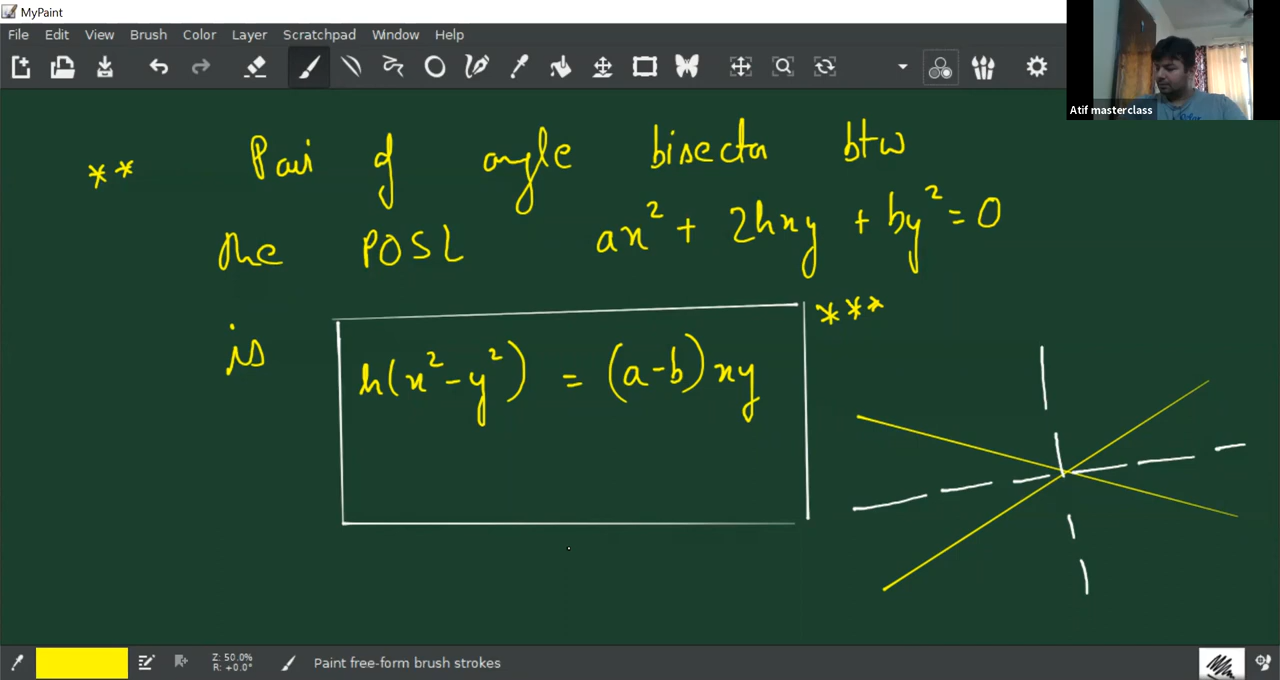 MyPaint
File Edit View Brush Color Layer Scratchpad Window Help
Atif masterclass
** Pair of angle bisector btw
the POSL ax² + 2hxy + by² = 0
is h(x² - y²) = (a - b) xy ***
Z: 50.0%
R: +0.0°
Paint free-form brush strokes